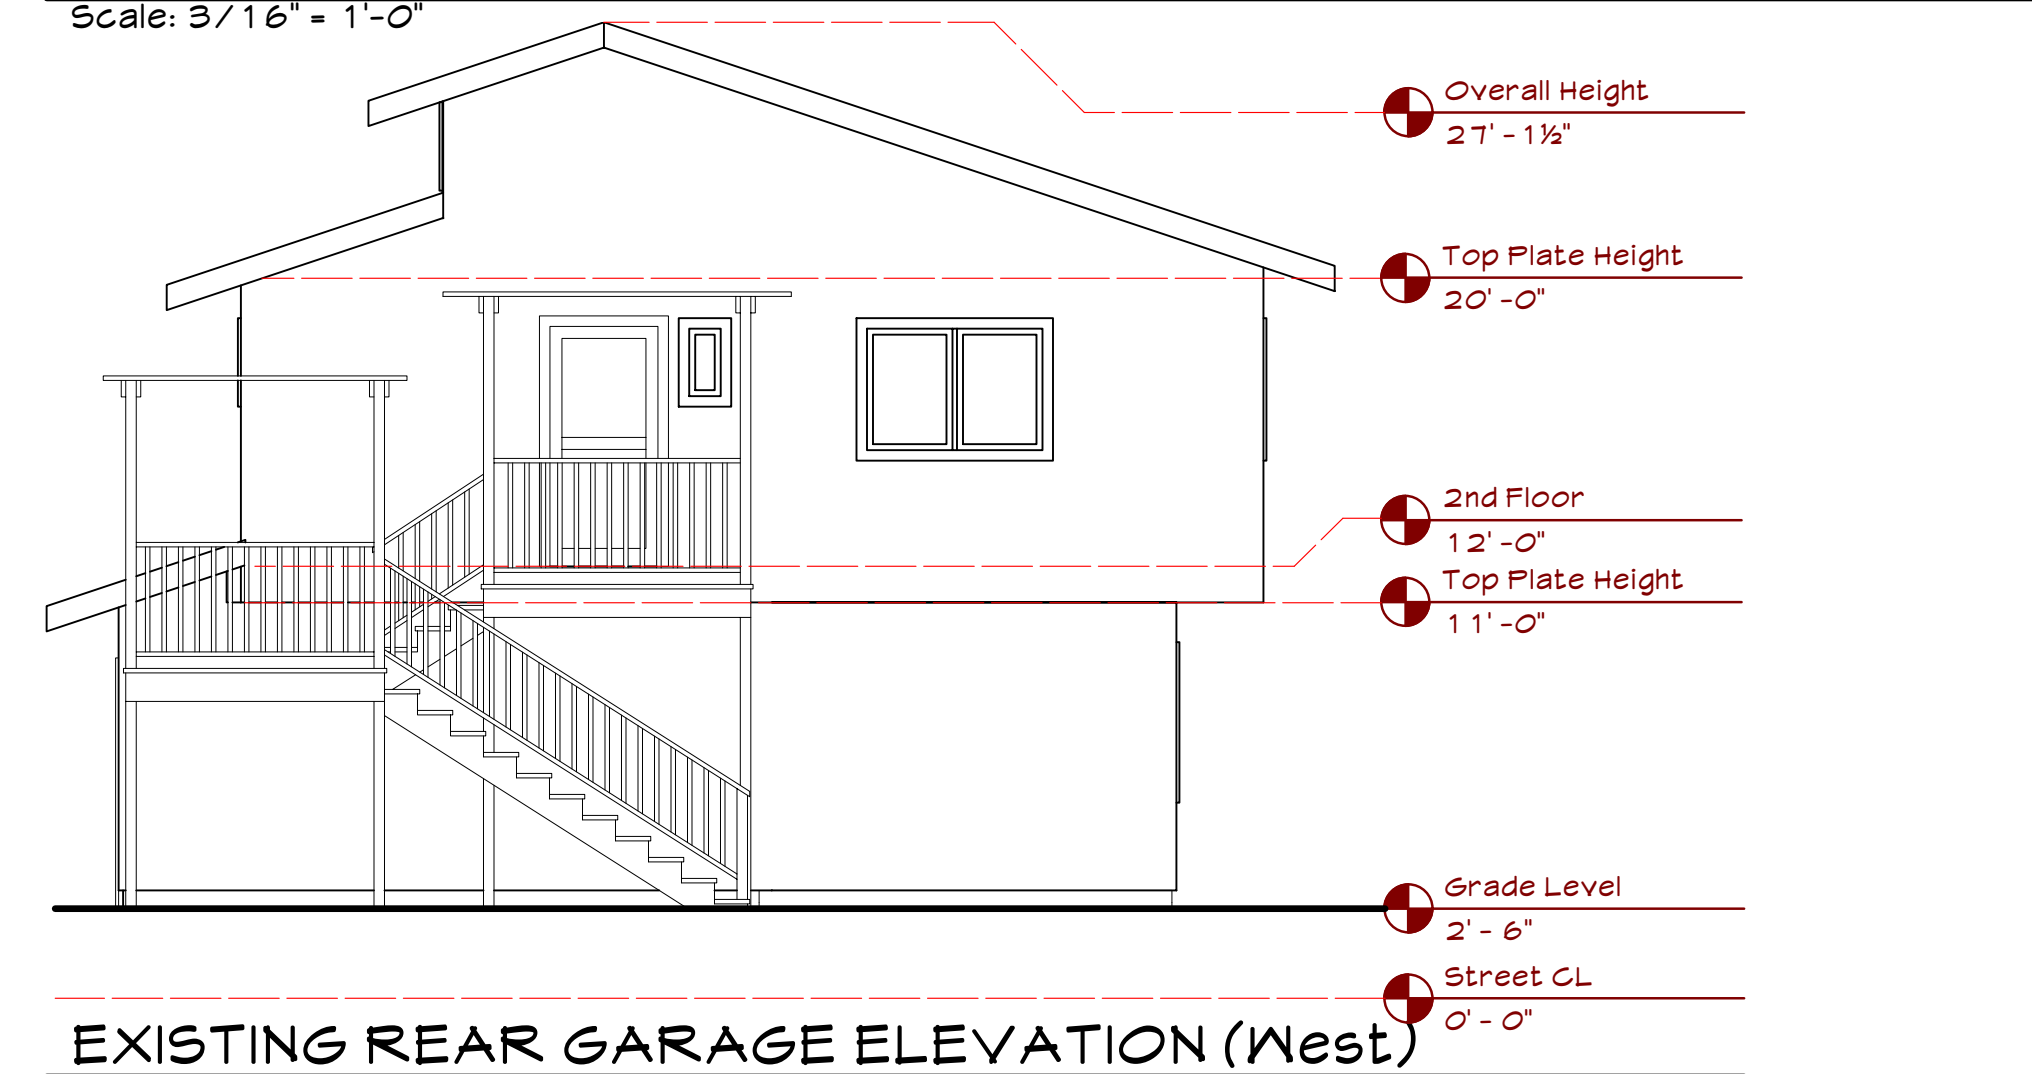 Scale: 3/16" = 1'-0"
Overall Height
27' - 1½"
Top Plate Height
20' -0"
2nd Floor
12' -0"
Top Plate Height
11' -0"
Grade Level
2' - 6"
Street CL
0' - 0"
EXISTING REAR GARAGE ELEVATION (West)